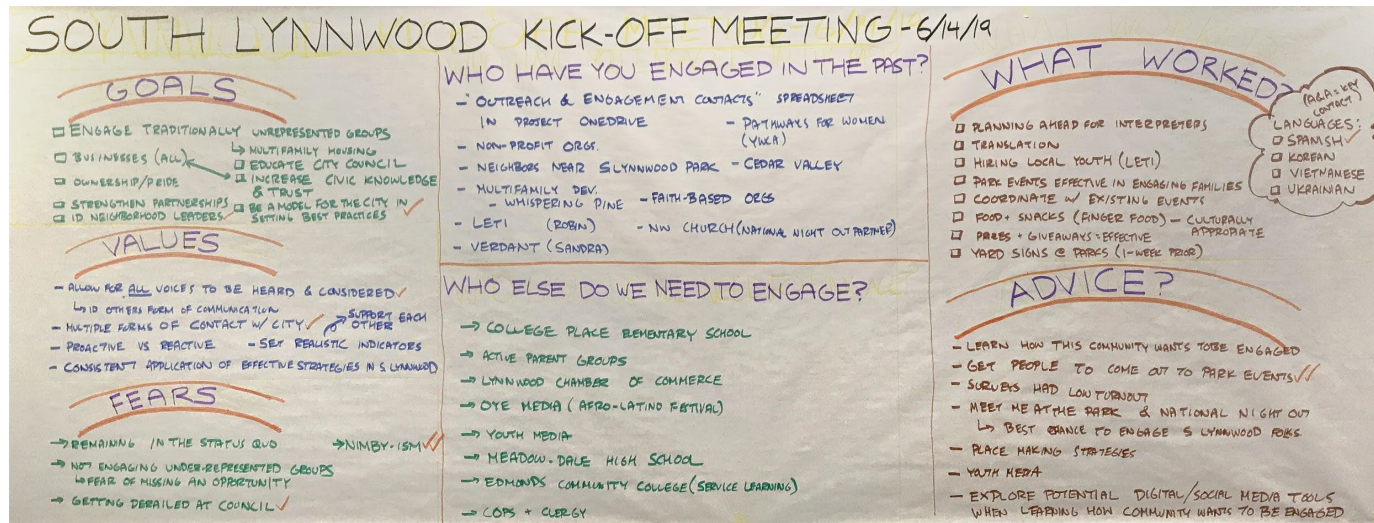 SOUTH LYNNWOOD KICK-OFF MEETING - 6/14/19
GOALS
ENGAGE TRADITIONALLY UNREPRESENTED GROUPS
↳ MULTIFAMILY HOUSING
BUSINESSES (ALL)
EDUCATE CITY COUNCIL
OWNERSHIP/PRIDE
INCREASE CIVIC KNOWLEDGE
& TRUST
STRENGTHEN PARTNERSHIPS
BE A MODEL FOR THE CITY IN
SETTING BEST PRACTICES ✓
ID NEIGHBORHOOD LEADERS ✓
VALUES
- ALLOW FOR ALL VOICES TO BE HEARD & CONSIDERED ✓
↳ ID OTHERS FORM OF COMMUNICATION
- MULTIPLE FORMS OF CONTACT W/ CITY ✓
SUPPORT EACH
OTHER
- PROACTIVE VS REACTIVE
- SET REALISTIC INDICATORS
- CONSISTENT APPLICATION OF EFFECTIVE STRATEGIES IN S LYNNWOOD
FEARS
→ REMAINING IN THE STATUS QUO
→ NIMBY-ISM ✓✓
→ NOT ENGAGING UNDER-REPRESENTED GROUPS
↳ FEAR OF MISSING AN OPPORTUNITY
→ GETTING DERAILED AT COUNCIL ✓
WHO HAVE YOU ENGAGED IN THE PAST?
- "OUTREACH & ENGAGEMENT CONTACTS" SPREADSHEET
IN PROJECT ONEDRIVE
- PATHWAYS FOR WOMEN
(YWCA)
- NON-PROFIT ORGS.
- NEIGHBORS NEAR S LYNNWOOD PARK
- CEDAR VALLEY
- MULTIFAMILY DEV.
- WHISPERING PINE
- FAITH-BASED ORGS
- LETI (ROBIN)
- NW CHURCH (NATIONAL NIGHT OUT PARTNER)
- VERDANT (SANDRA)
WHO ELSE DO WE NEED TO ENGAGE?
→ COLLEGE PLACE ELEMENTARY SCHOOL
→ ACTIVE PARENT GROUPS
→ LYNNWOOD CHAMBER OF COMMERCE
→ OYE MEDIA (AFRO-LATINO FESTIVAL)
→ YOUTH MEDIA
→ MEADOW-DALE HIGH SCHOOL
→ EDMONDS COMMUNITY COLLEGE (SERVICE LEARNING)
→ COPS + CLERGY
WHAT WORKED?
PLANNING AHEAD FOR INTERPRETERS
TRANSLATION
HIRING LOCAL YOUTH (LETI)
PARK EVENTS EFFECTIVE IN ENGAGING FAMILIES
COORDINATE W/ EXISTING EVENTS
FOOD + SNACKS (FINGER FOOD) - CULTURALLY
APPROPRIATE
PRIZES + GIVEAWAYS = EFFECTIVE
YARD SIGNS @ PARKS (1-WEEK PRIOR)
KEY
CONTACT)
LANGUAGES:
SPANISH ✓
KOREAN
VIETNAMESE
UKRAINIAN
ADVICE?
- LEARN HOW THIS COMMUNITY WANTS TO BE ENGAGED
- GET PEOPLE TO COME OUT TO PARK EVENTS ✓✓
- SURVEYS HAD LOW TURNOUT
- MEET ME AT THE PARK & NATIONAL NIGHT OUT
↳ BEST CHANCE TO ENGAGE S LYNNWOOD FOLKS
- PLACE MAKING STRATEGIES
- YOUTH MEDIA
- EXPLORE POTENTIAL DIGITAL/SOCIAL MEDIA TOOLS
WHEN LEARNING HOW COMMUNITY WANTS TO BE ENGAGED